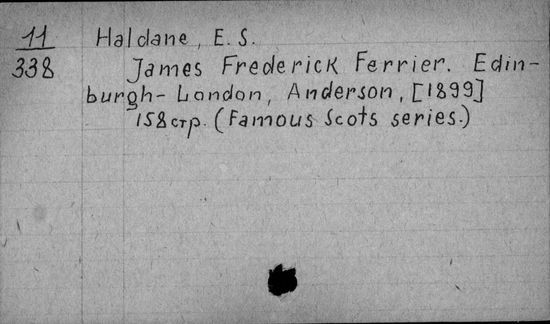 11 Haldane, E. S.
338 James Frederick Ferrier. Edin-
burgh-London, Anderson, [1899]
158 стр. (Famous Scots series.)